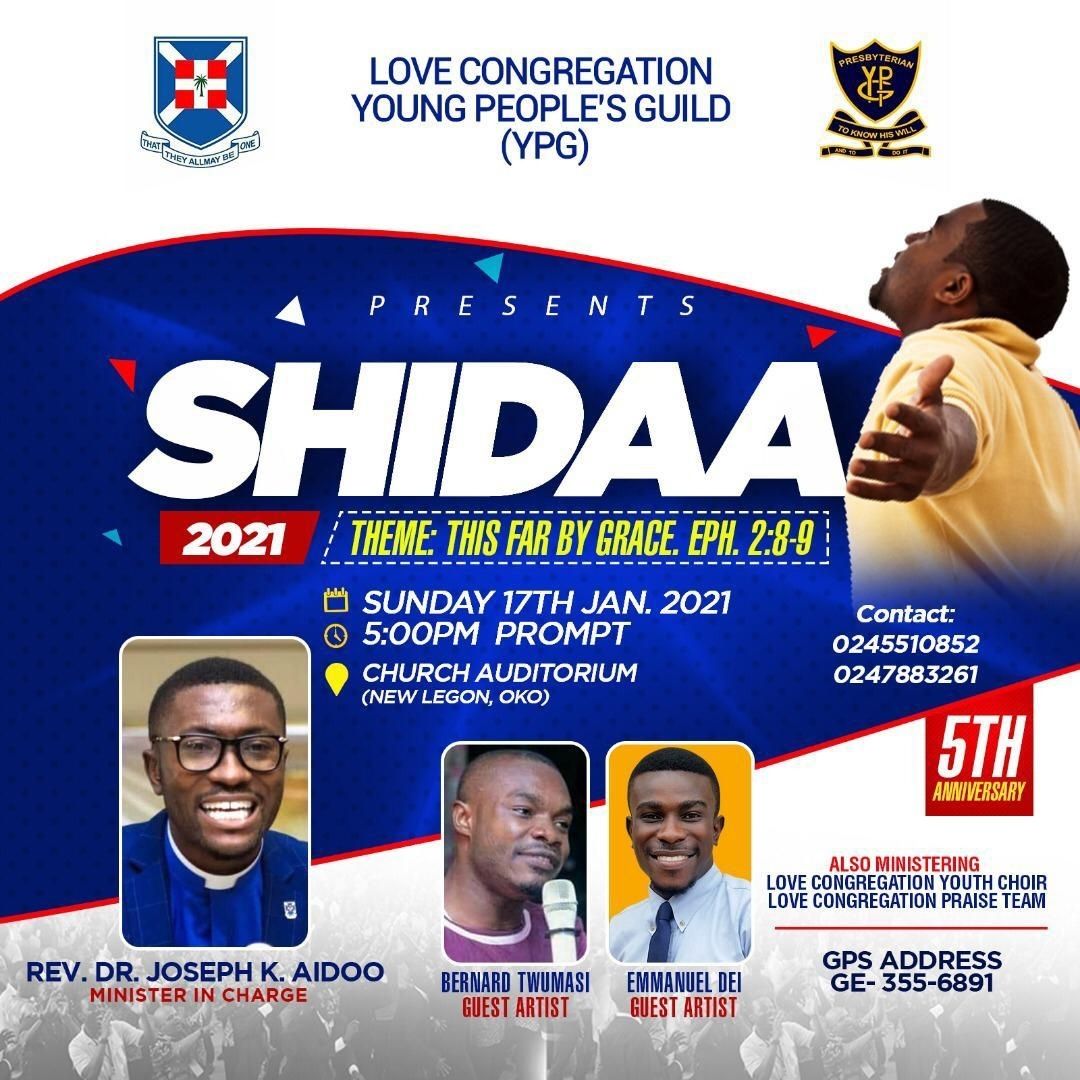 LOVE CONGREGATION
YOUNG PEOPLE'S GUILD
(YPG)
THAT THEY ALL MAY BE ONE
PRESBYTERIAN
YPG
TO KNOW HIS WILL
AND TO DO IT
PRESENTS
SHIDAA
2021
THEME: THIS FAR BY GRACE. EPH. 2:8-9
SUNDAY 17TH JAN. 2021
5:00PM PROMPT
CHURCH AUDITORIUM
(NEW LEGON, OKO)
Contact:
0245510852
0247883261
5TH
ANNIVERSARY
ALSO MINISTERING
LOVE CONGREGATION YOUTH CHOIR
LOVE CONGREGATION PRAISE TEAM
GPS ADDRESS
GE- 355-6891
REV. DR. JOSEPH K. AIDOO
MINISTER IN CHARGE
BERNARD TWUMASI
GUEST ARTIST
EMMANUEL DEI
GUEST ARTIST